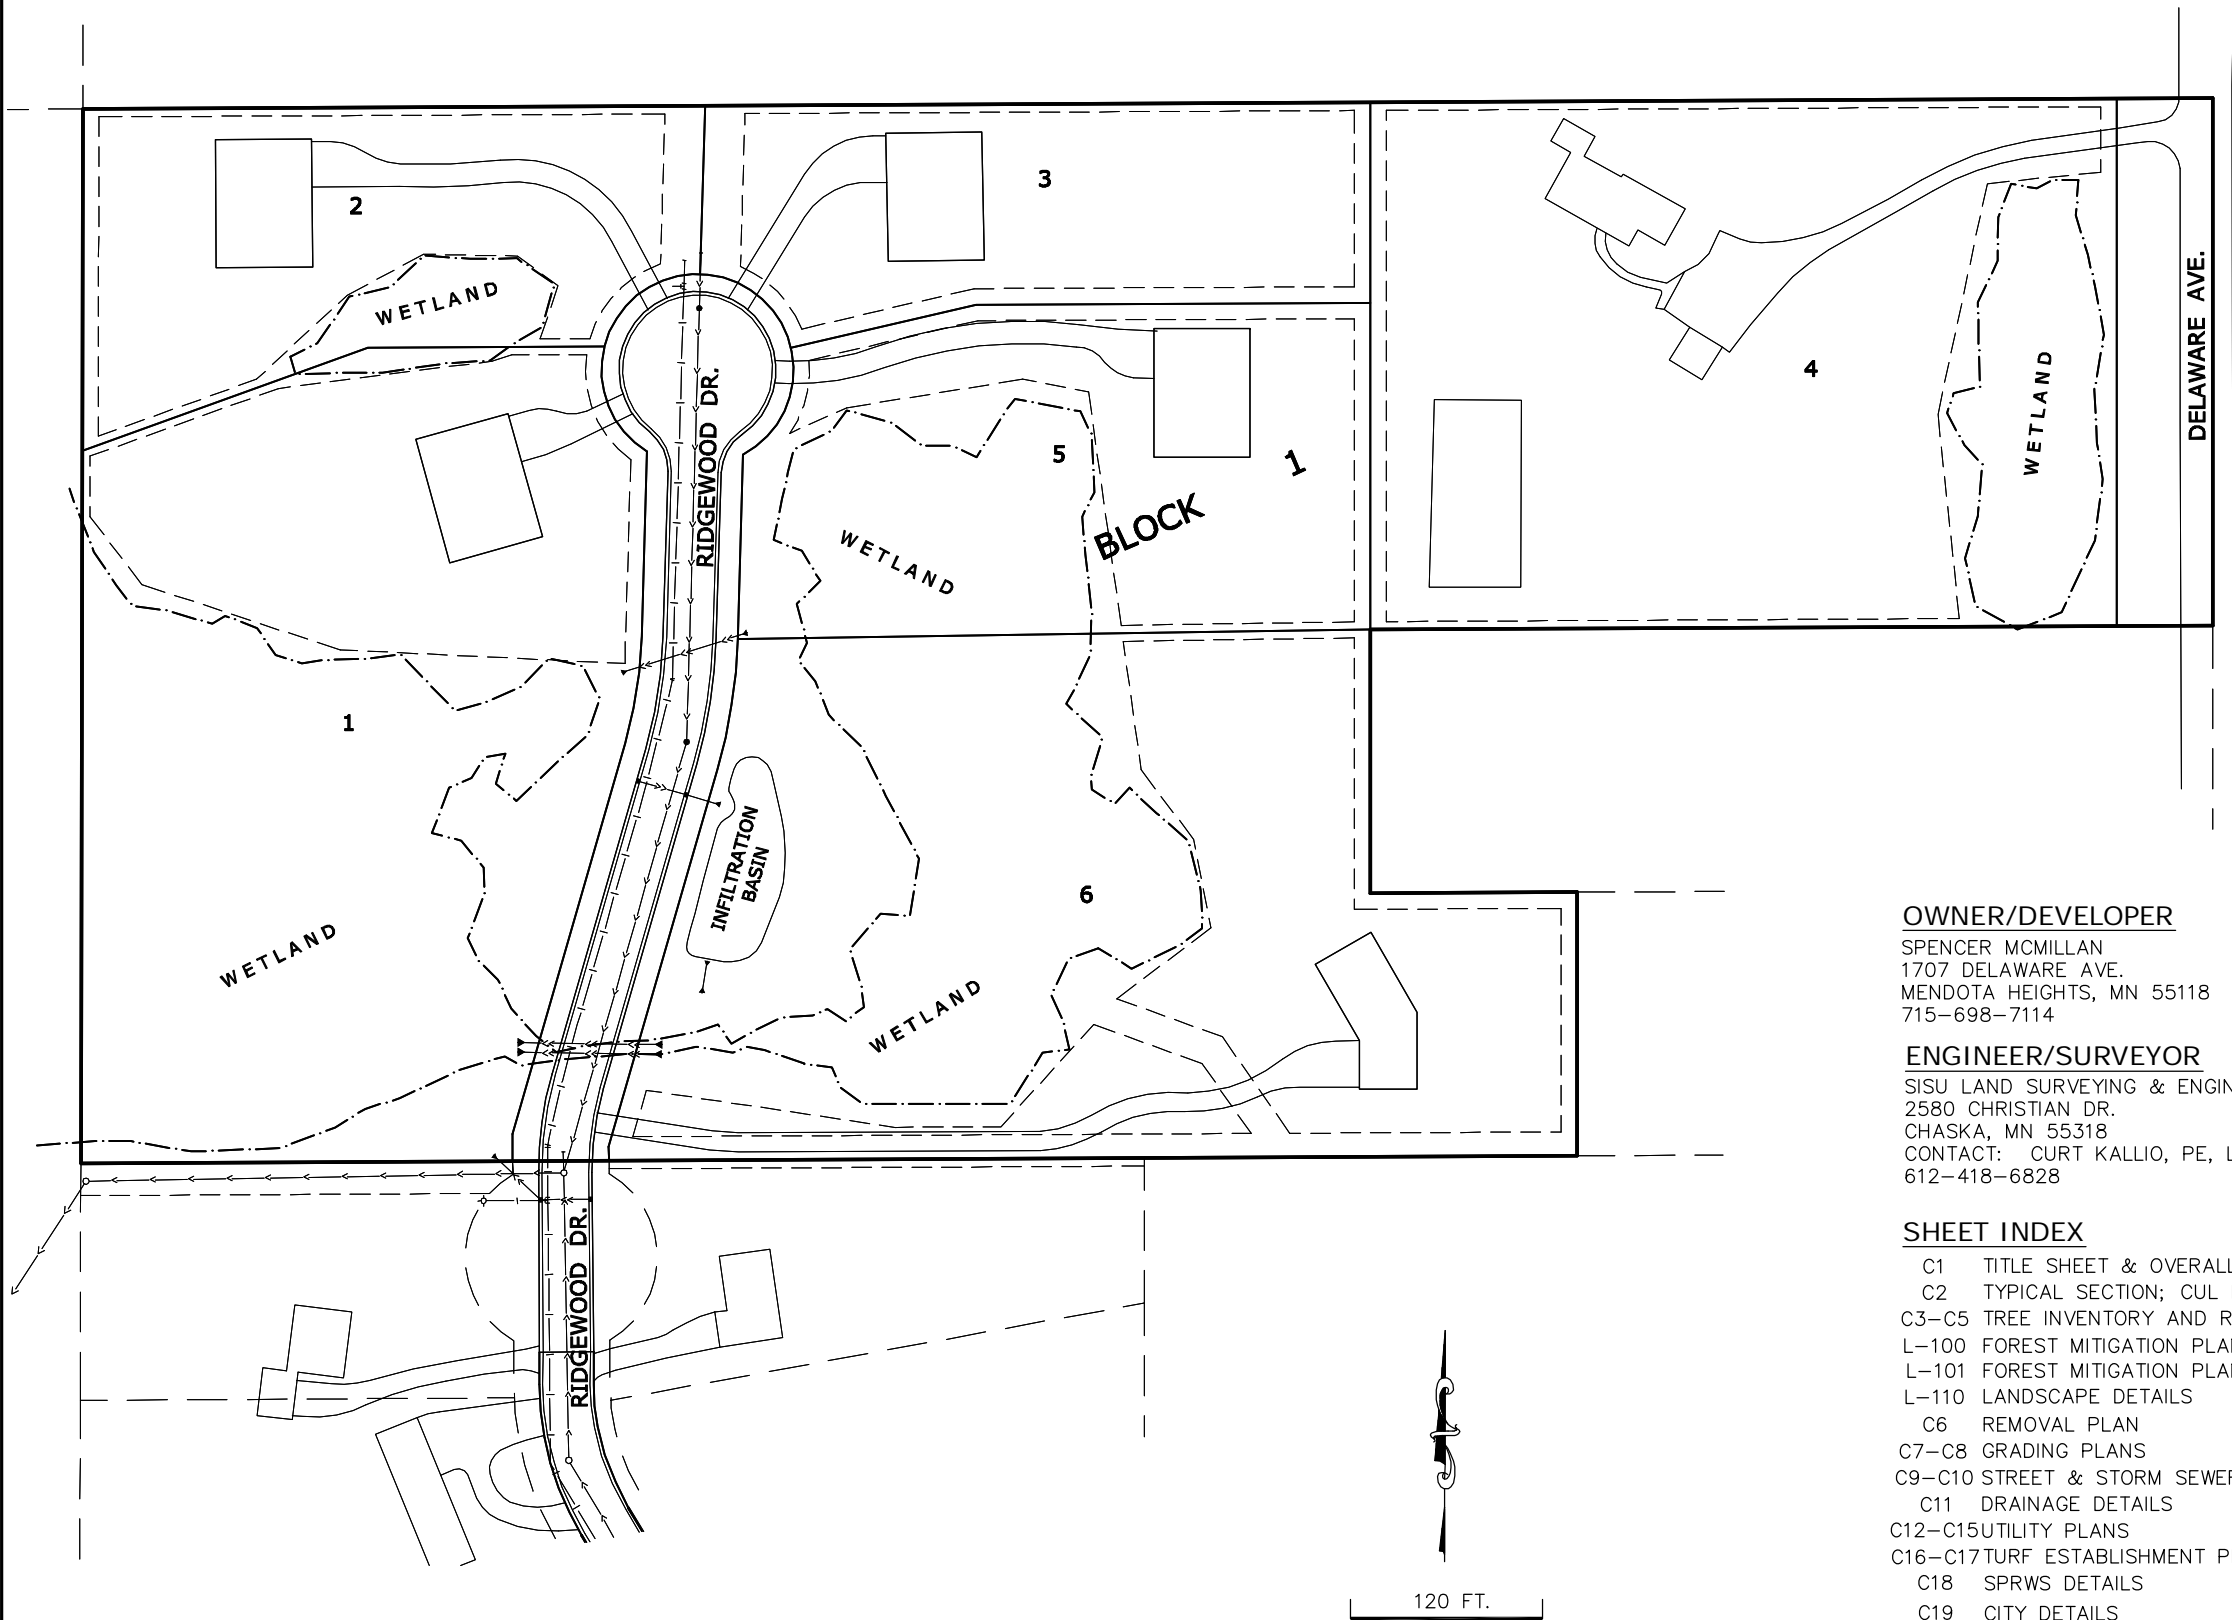 2
3
WETLAND
RIDGEWOOD DR.
4
WETLAND
DELAWARE AVE.
5
1
BLOCK
WETLAND
1
INFILTRATION
BASIN
6
WETLAND
WETLAND
RIDGEWOOD DR.
120 FT.
OWNER/DEVELOPER
SPENCER MCMILLAN
1707 DELAWARE AVE.
MENDOTA HEIGHTS, MN 55118
715-698-7114
ENGINEER/SURVEYOR
SISU LAND SURVEYING & ENGIN
2580 CHRISTIAN DR.
CHASKA, MN 55318
CONTACT: CURT KALLIO, PE, L
612-418-6828
SHEET INDEX
C1 TITLE SHEET & OVERALL
C2 TYPICAL SECTION; CUL
C3-C5 TREE INVENTORY AND R
L-100 FOREST MITIGATION PLA
L-101 FOREST MITIGATION PLA
L-110 LANDSCAPE DETAILS
C6 REMOVAL PLAN
C7-C8 GRADING PLANS
C9-C10 STREET & STORM SEWER
C11 DRAINAGE DETAILS
C12-C15 UTILITY PLANS
C16-C17 TURF ESTABLISHMENT P
C18 SPRWS DETAILS
C19 CITY DETAILS